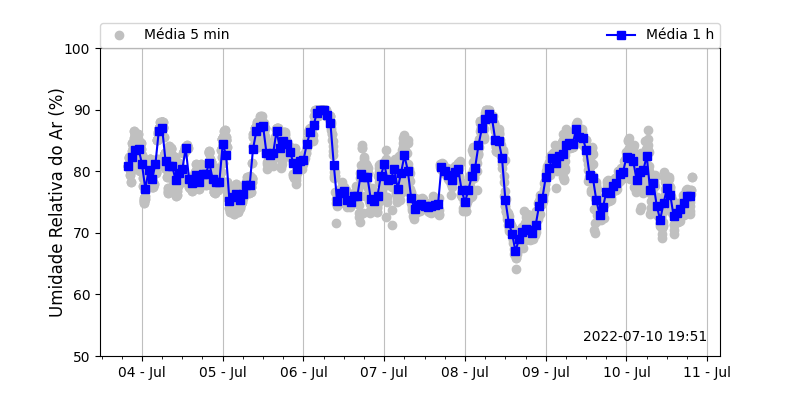 Média 5 min
Média 1 h
Umidade Relativa do Ar (%)
100
90
80
70
60
50
2022-07-10 19:51
04 - Jul
05 - Jul
06 - Jul
07 - Jul
08 - Jul
09 - Jul
10 - Jul
11 - Jul